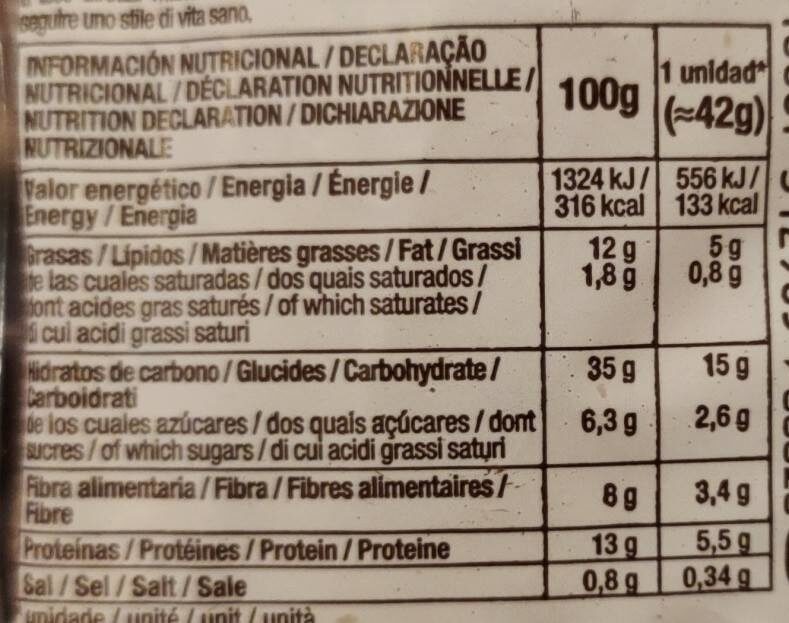 seguire uno stile di vita sano.
INFORMACIÓN NUTRICIONAL / DECLARAÇÃO
NUTRICIONAL / DÉCLARATION NUTRITIONNELLE /
NUTRITION DECLARATION / DICHIARAZIONE
NUTRIZIONALE
100g
1 unidad*
(≈42g)
Valor energético / Energia / Énergie /
Energy / Energia
1324 kJ / 556 kJ /
316 kcal 133 kcal
Grasas / Lípidos / Matières grasses / Fat / Grassi 12 g 5 g
de las cuales saturadas / dos quais saturados / 1,8 g 0,8 g
dont acides gras saturés / of which saturates /
di cui acidi grassi saturi
Hidratos de carbono / Glucides / Carbohydrate / 35 g 15 g
Carboidrati
de los cuales azúcares / dos quais açúcares / dont 6,3 g 2,6 g
sucres / of which sugars / di cui acidi grassi saturi
Fibra alimentaria / Fibra / Fibres alimentaires / 8 g 3,4 g
Fibre
Proteínas / Protéines / Protein / Proteine 13 g 5,5 g
Sal / Sel / Salt / Sale 0,8 g 0,34 g
unidade / unité / unit / unità